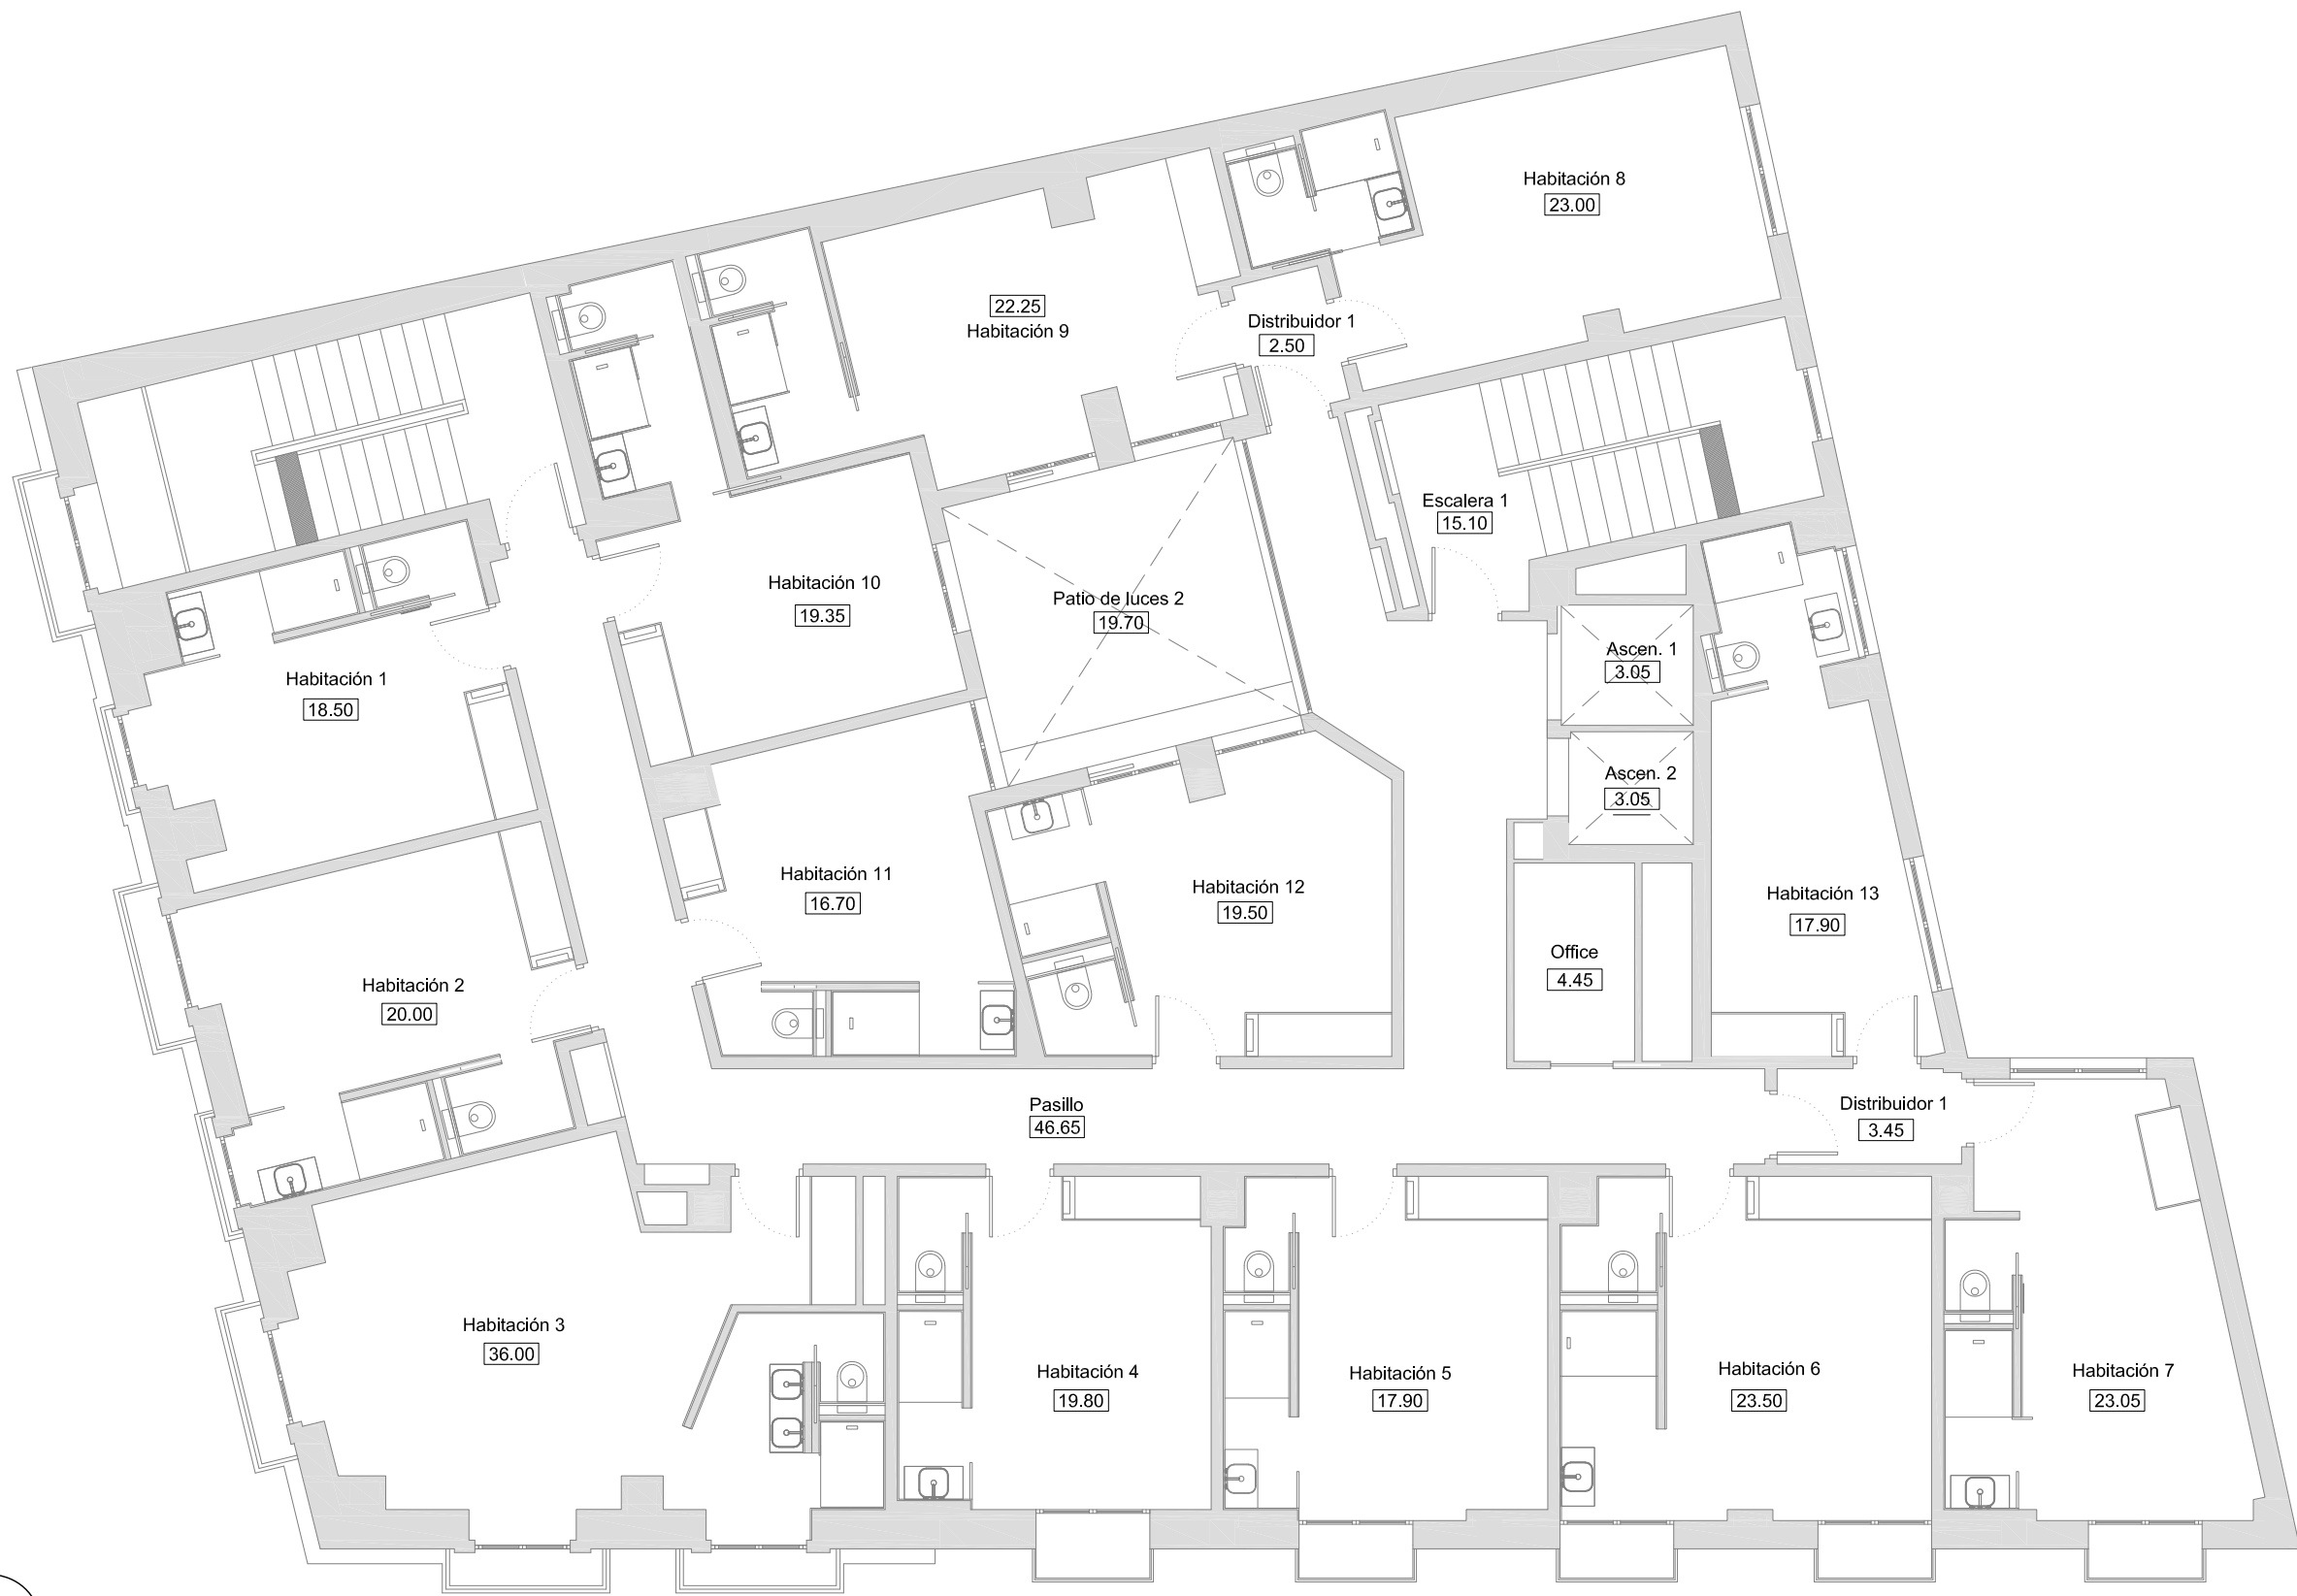 Habitación 8
23.00
22.25
Habitación 9
Distribuidor 1
2.50
Escalera 1
15.10
Habitación 10
19.35
Patio de luces 2
19.70
Habitación 1
18.50
Ascen. 1
3.05
Ascen. 2
3.05
Habitación 11
16.70
Habitación 12
19.50
Habitación 13
17.90
Office
4.45
Habitación 2
20.00
Pasillo
46.65
Distribuidor 1
3.45
Habitación 3
36.00
Habitación 4
19.80
Habitación 5
17.90
Habitación 6
23.50
Habitación 7
23.05